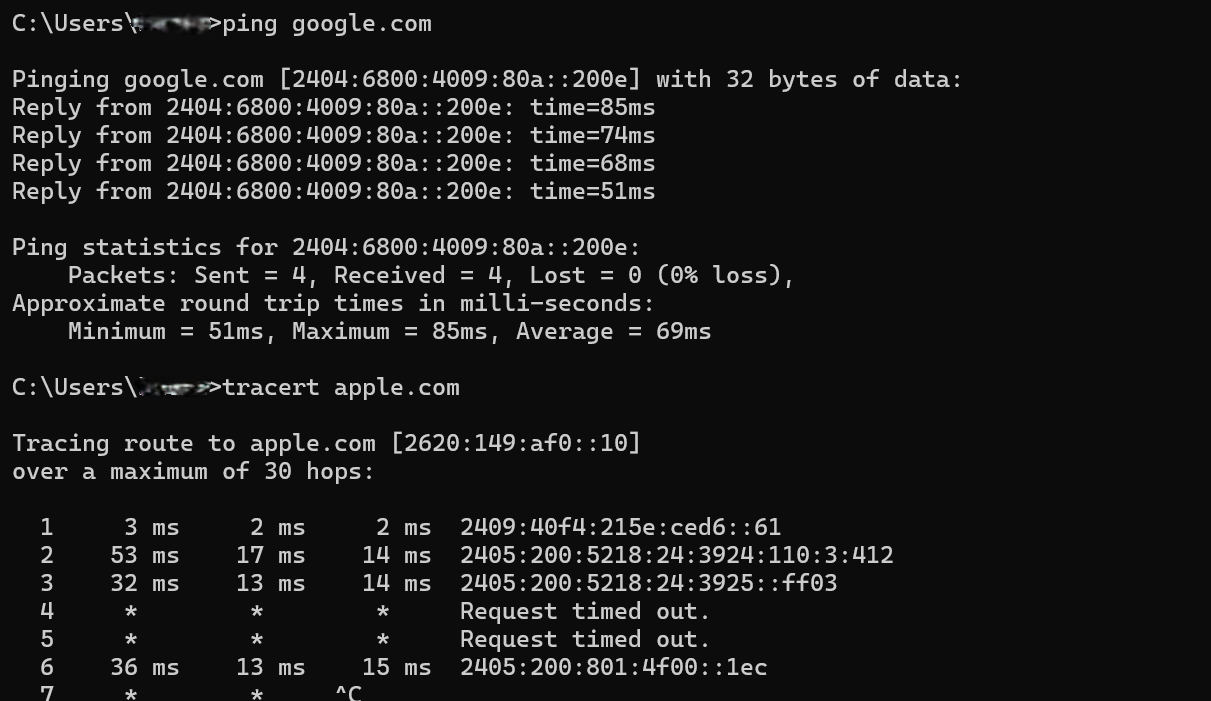 C:\Users\>ping google.com
Pinging google.com [2404:6800:4009:80a::200e] with 32 bytes of data:
Reply from 2404:6800:4009:80a::200e: time=85ms
Reply from 2404:6800:4009:80a::200e: time=74ms
Reply from 2404:6800:4009:80a::200e: time=68ms
Reply from 2404:6800:4009:80a::200e: time=51ms
Ping statistics for 2404:6800:4009:80a::200e:
    Packets: Sent = 4, Received = 4, Lost = 0 (0% loss),
Approximate round trip times in milli-seconds:
    Minimum = 51ms, Maximum = 85ms, Average = 69ms
C:\Users\>tracert apple.com
Tracing route to apple.com [2620:149:af0::10]
over a maximum of 30 hops:
  1     3 ms     2 ms     2 ms  2409:40f4:215e:ced6::61
  2    53 ms    17 ms    14 ms  2405:200:5218:24:3924:110:3:412
  3    32 ms    13 ms    14 ms  2405:200:5218:24:3925::ff03
  4     *        *        *     Request timed out.
  5     *        *        *     Request timed out.
  6    36 ms    13 ms    15 ms  2405:200:801:4f00::1ec
  7     *        *     ^C